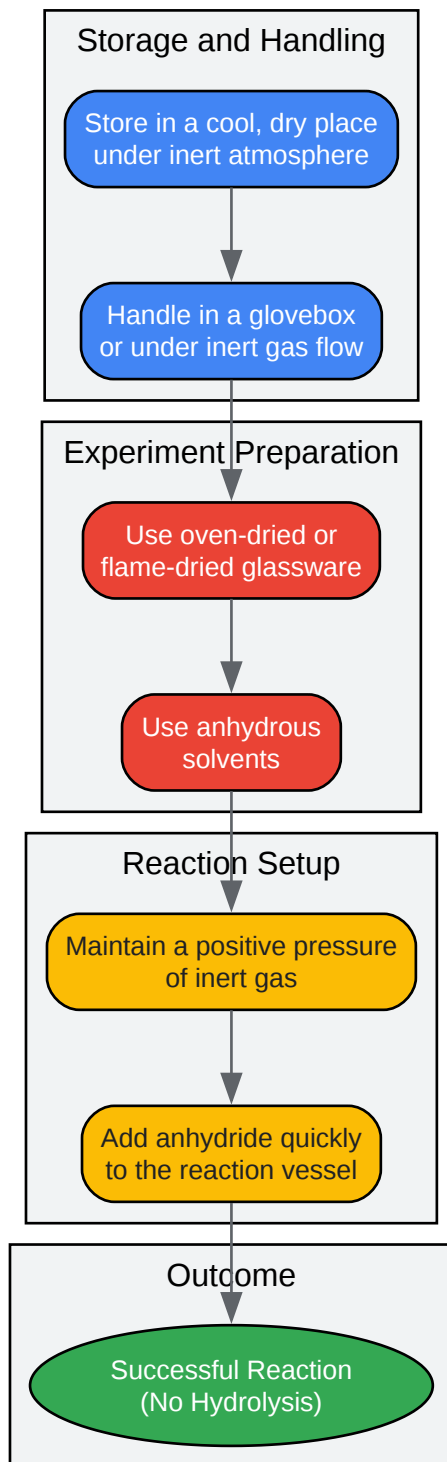 Storage and Handling
Store in a cool, dry place
under inert atmosphere
Handle in a glovebox
or under inert gas flow
Experiment Preparation
Use oven-dried or
flame-dried glassware
Use anhydrous
solvents
Reaction Setup
Maintain a positive pressure
of inert gas
Add anhydride quickly
to the reaction vessel
Outcome
Successful Reaction
(No Hydrolysis)